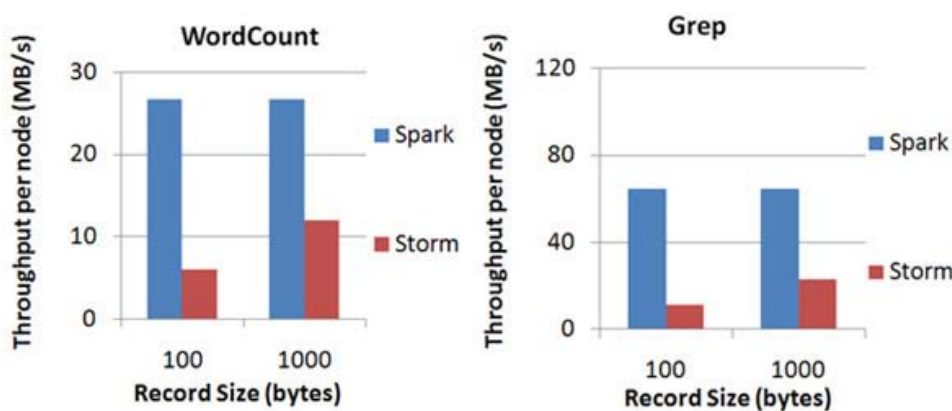 WordCount
Throughput per node (MB/s)
30
20
10
0
100
1000
Record Size (bytes)
Spark
Storm
Grep
Throughput per node (MB/s)
120
80
40
0
100
1000
Record Size (bytes)
Spark
Storm